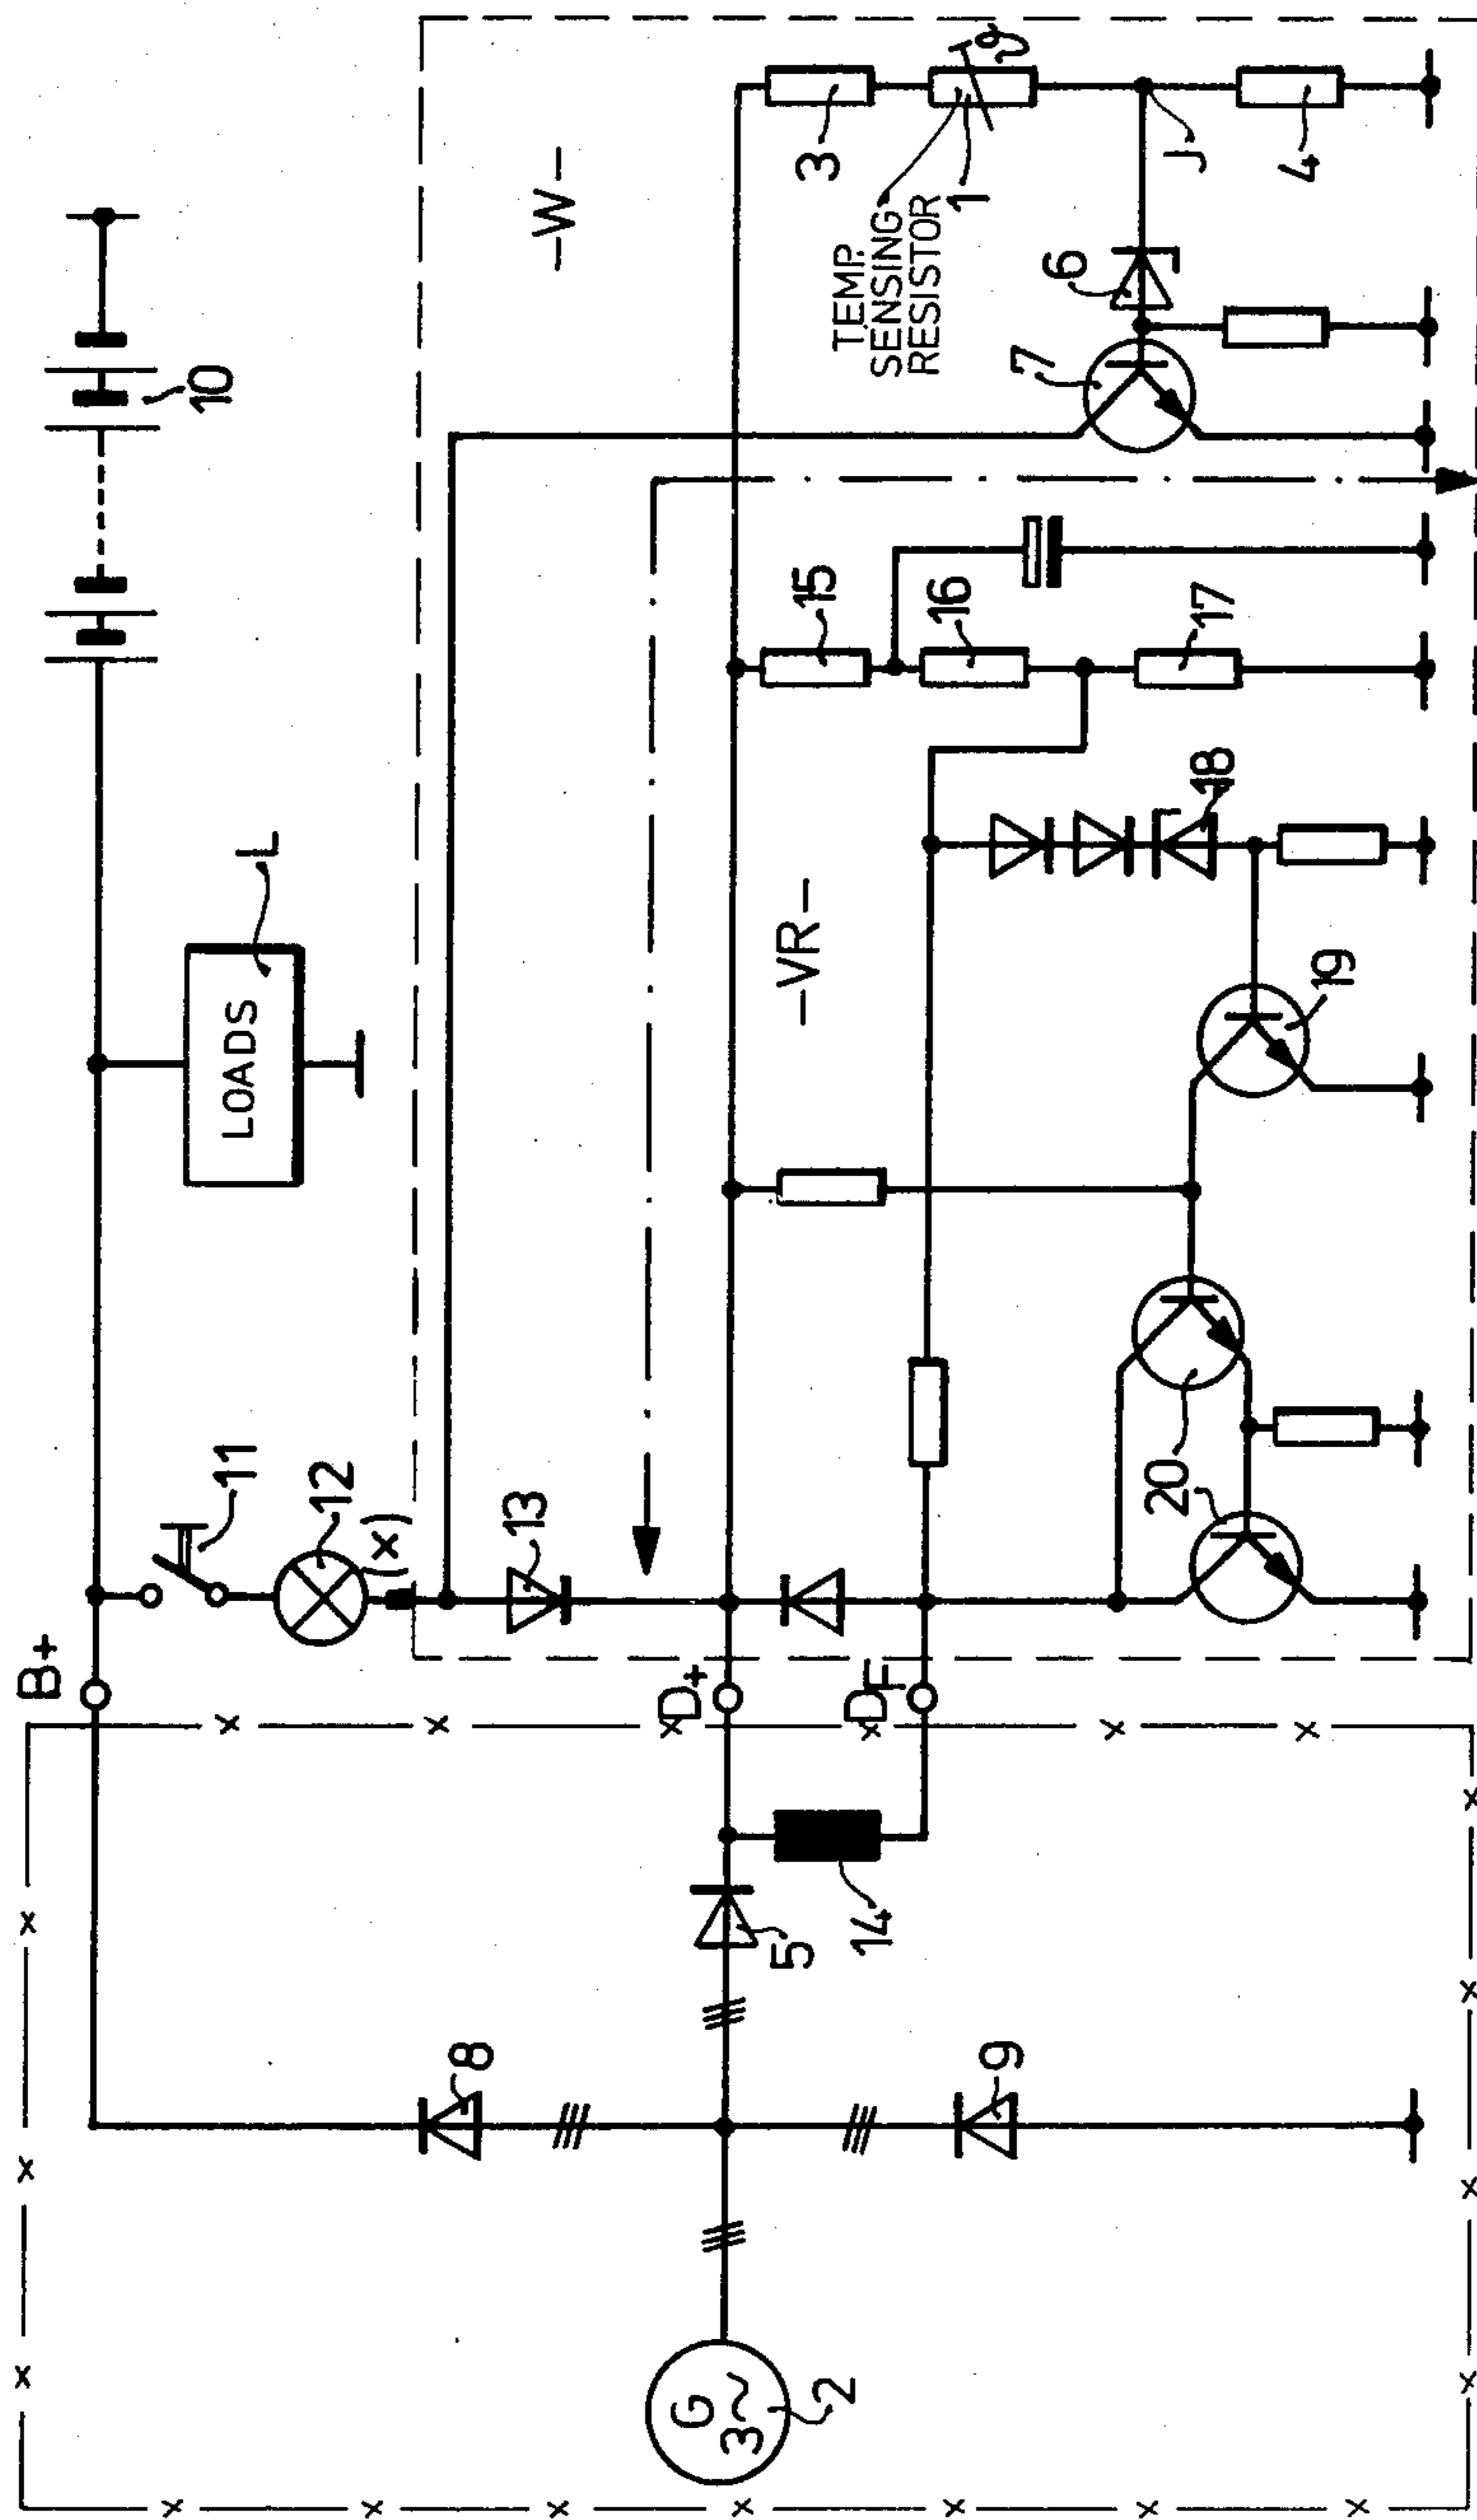 10
-W-
3
TEMP.
SENSING
RESISTOR
1
ϑ
J
4
6
7
15
16
17
18
-VR-
19
20
L
LOADS
11
12
(x)
13
B+
D+
DF
5
14
8
9
G
3~
2